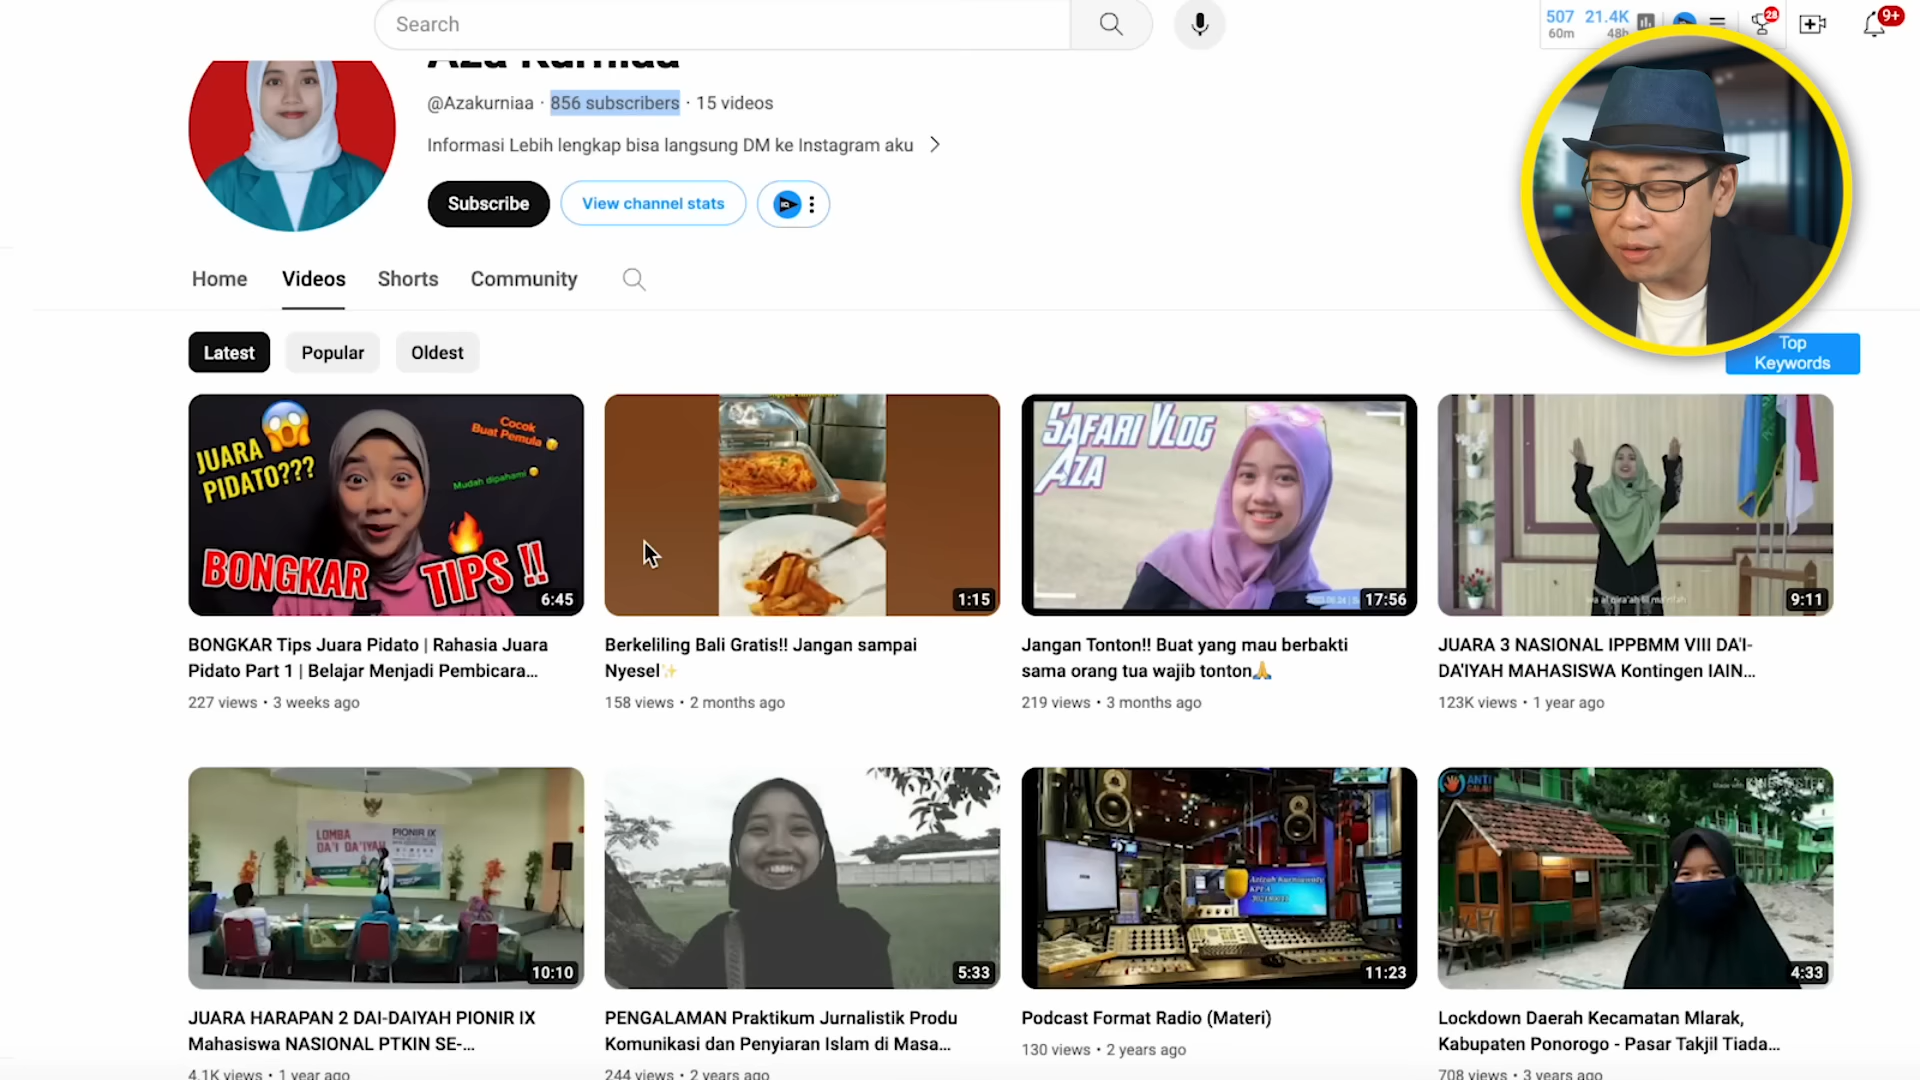 Search
507 21.4K
60m 48h
28
9+
Aza Kurniaa
@Azakurniaa · 856 subscribers · 15 videos
Informasi Lebih lengkap bisa langsung DM ke Instagram aku
Subscribe
View channel stats
Home
Videos
Shorts
Community
Latest
Popular
Oldest
Top
Keywords
JUARA
PIDATO???
Cocok
Buat Pemula
Mudah dipahami
BONGKAR TIPS !!
6:45
1:15
SAFARI VLOG
AZA
17:56
9:11
BONGKAR Tips Juara Pidato | Rahasia Juara
Pidato Part 1 | Belajar Menjadi Pembicara...
227 views • 3 weeks ago
Berkeliling Bali Gratis!! Jangan sampai
Nyesel✨
158 views • 2 months ago
Jangan Tonton!! Buat yang mau berbakti
sama orang tua wajib tonton🙏
219 views • 3 months ago
JUARA 3 NASIONAL IPPBMM VIII DA'I-
DA'IYAH MAHASISWA Kontingen IAIN...
123K views • 1 year ago
LOMBA
DA'I DA'IYAH
PIONIR IX
10:10
5:33
11:23
ANTI
GALAU
4:33
JUARA HARAPAN 2 DAI-DAIYAH PIONIR IX
Mahasiswa NASIONAL PTKIN SE-...
4.1K views • 1 year ago
PENGALAMAN Praktikum Jurnalistik Produ
Komunikasi dan Penyiaran Islam di Masa...
244 views • 2 years ago
Podcast Format Radio (Materi)
130 views • 2 years ago
Lockdown Daerah Kecamatan Mlarak,
Kabupaten Ponorogo - Pasar Takjil Tiada...
708 views • 3 years ago